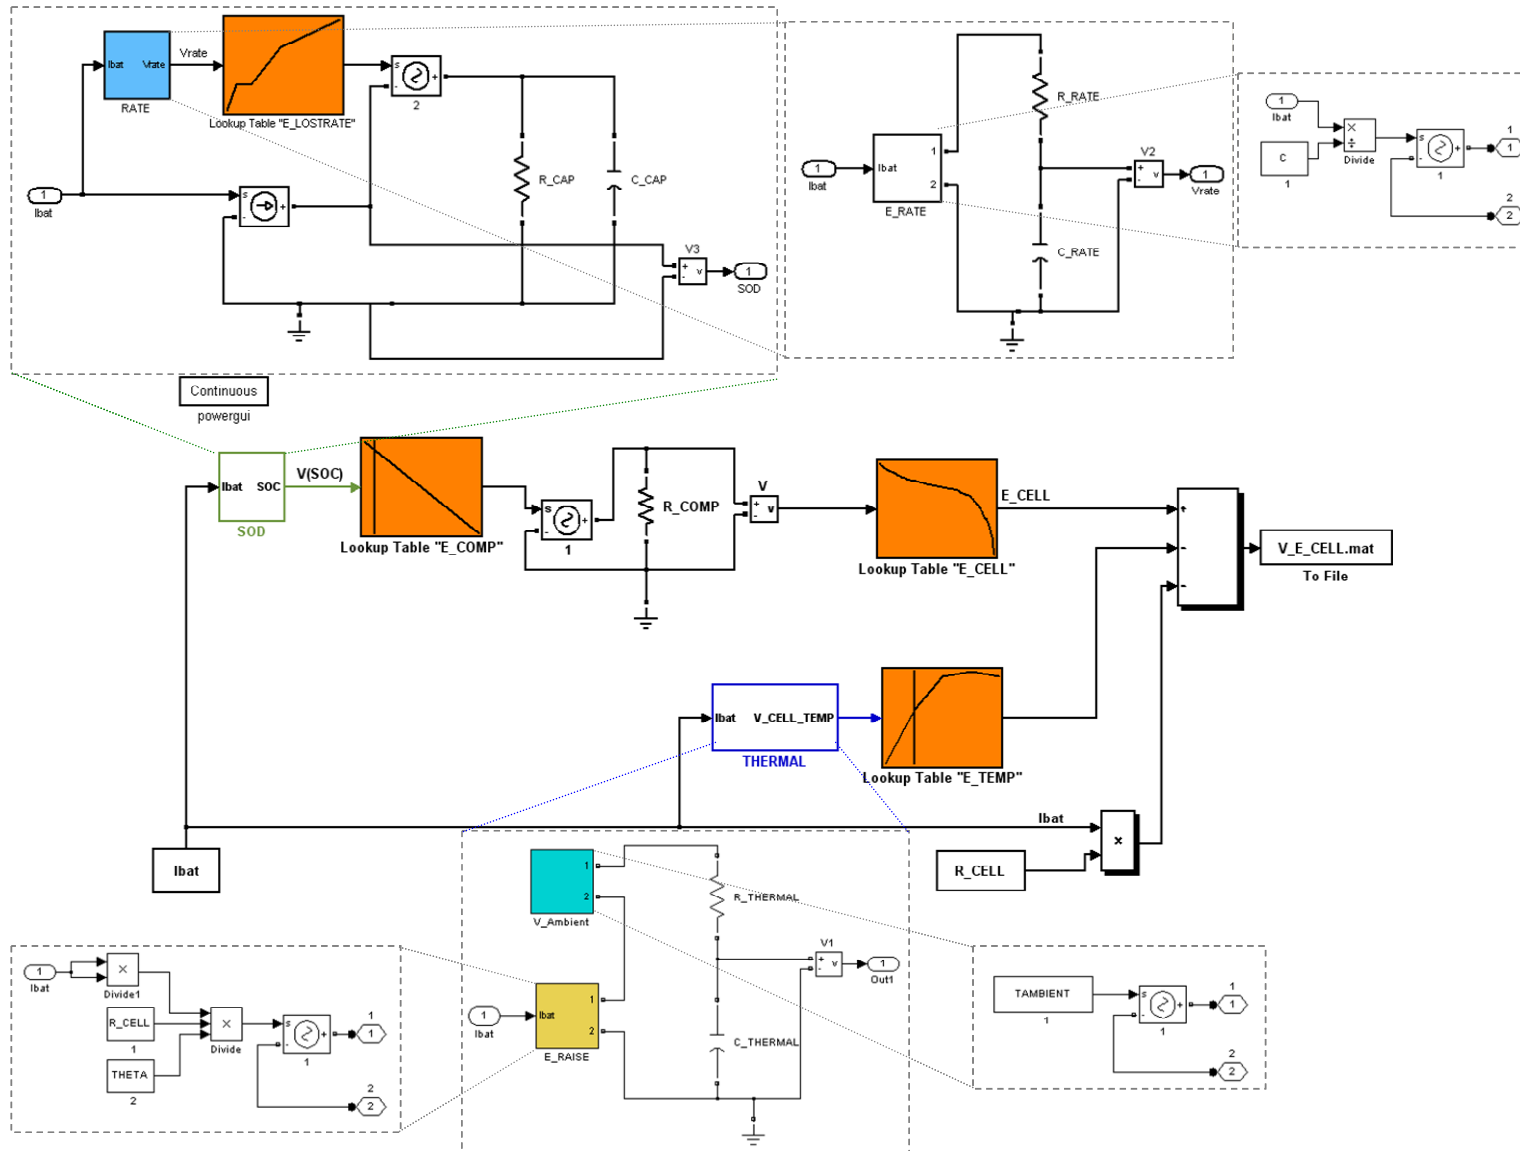 Ibat
Vrate
RATE
Vrate
Lookup Table "E_LOSTRATE"
s
+
-
2
1
Ibat
s
+
-
R_CAP
C_CAP
V3
+
-
v
1
SOD
1
Ibat
Ibat
1
2
E_RATE
R_RATE
C_RATE
V2
+
-
v
1
Vrate
1
Ibat
C
1
×
÷
Divide
s
+
-
1
1
1
2
2
Continuous
powergui
Ibat
SOC
SOD
V(SOC)
Lookup Table "E_COMP"
s
+
-
1
R_COMP
V
+
-
v
Lookup Table "E_CELL"
E_CELL
+
-
-
V_E_CELL.mat
To File
Ibat
V_CELL_TEMP
THERMAL
Lookup Table "E_TEMP"
Ibat
Ibat
R_CELL
×
1
2
V_Ambient
R_THERMAL
V1
+
-
v
1
Out1
1
Ibat
Ibat
1
2
E_RAISE
C_THERMAL
1
Ibat
×
Divide1
R_CELL
1
THETA
2
×
Divide
s
+
-
1
1
1
2
2
TAMBIENT
1
s
+
-
1
1
1
2
2